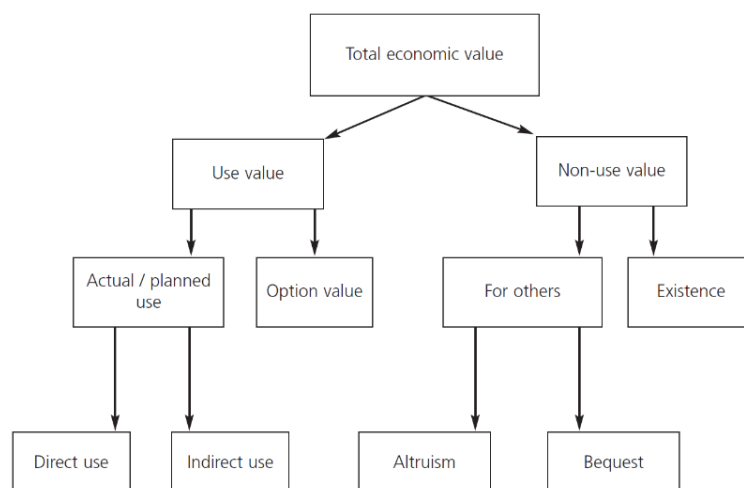 Total economic value
Use value
Non-use value
Actual / planned
use
Option value
For others
Existence
Direct use
Indirect use
Altruism
Bequest